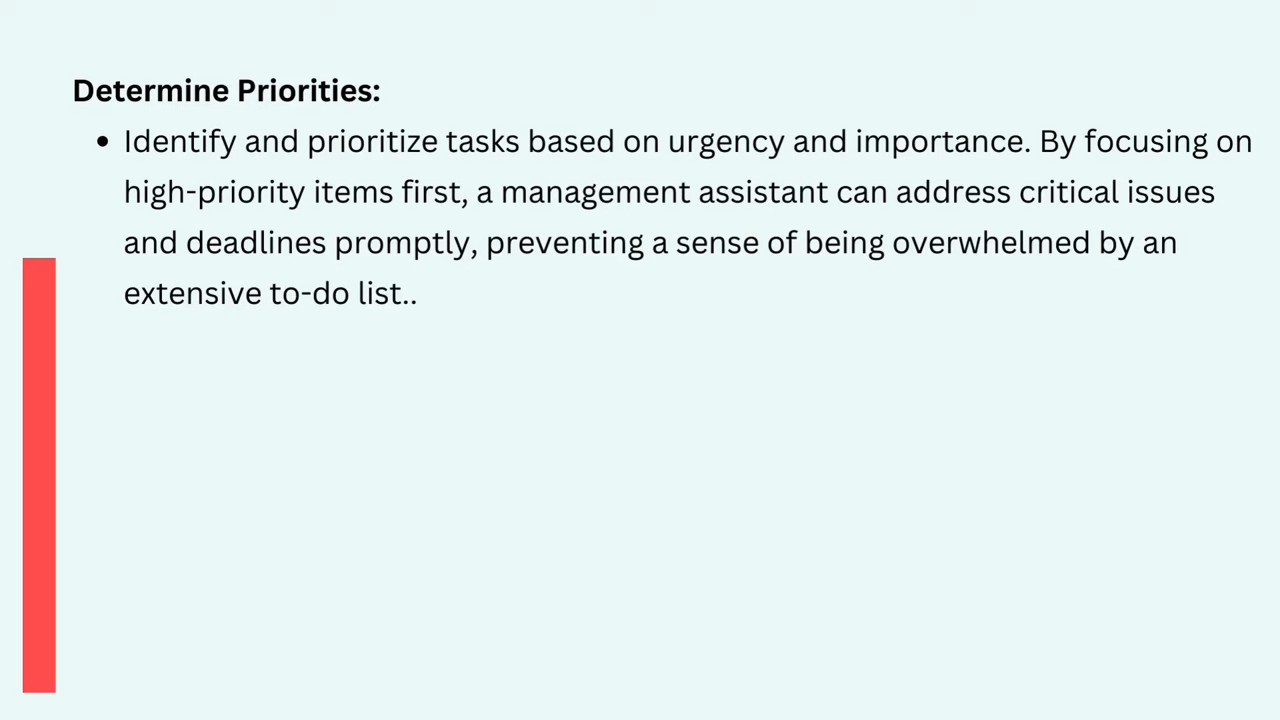 Determine Priorities:
• Identify and prioritize tasks based on urgency and importance. By focusing on
high-priority items first, a management assistant can address critical issues
and deadlines promptly, preventing a sense of being overwhelmed by an
extensive to-do list..